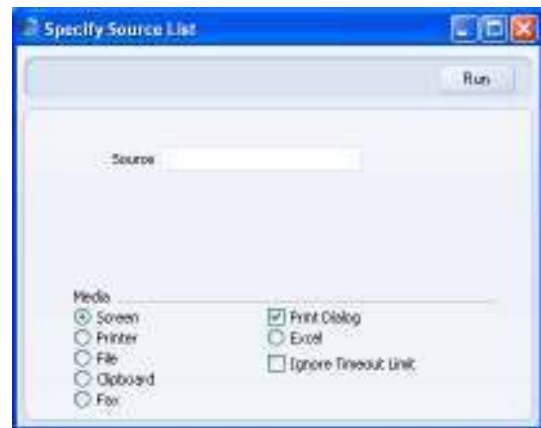 Specify Source List
Run
Source
Media
Screen
Print Dialog
Printer
Excel
File
Ignore Timeout Limit
Clipboard
Fax